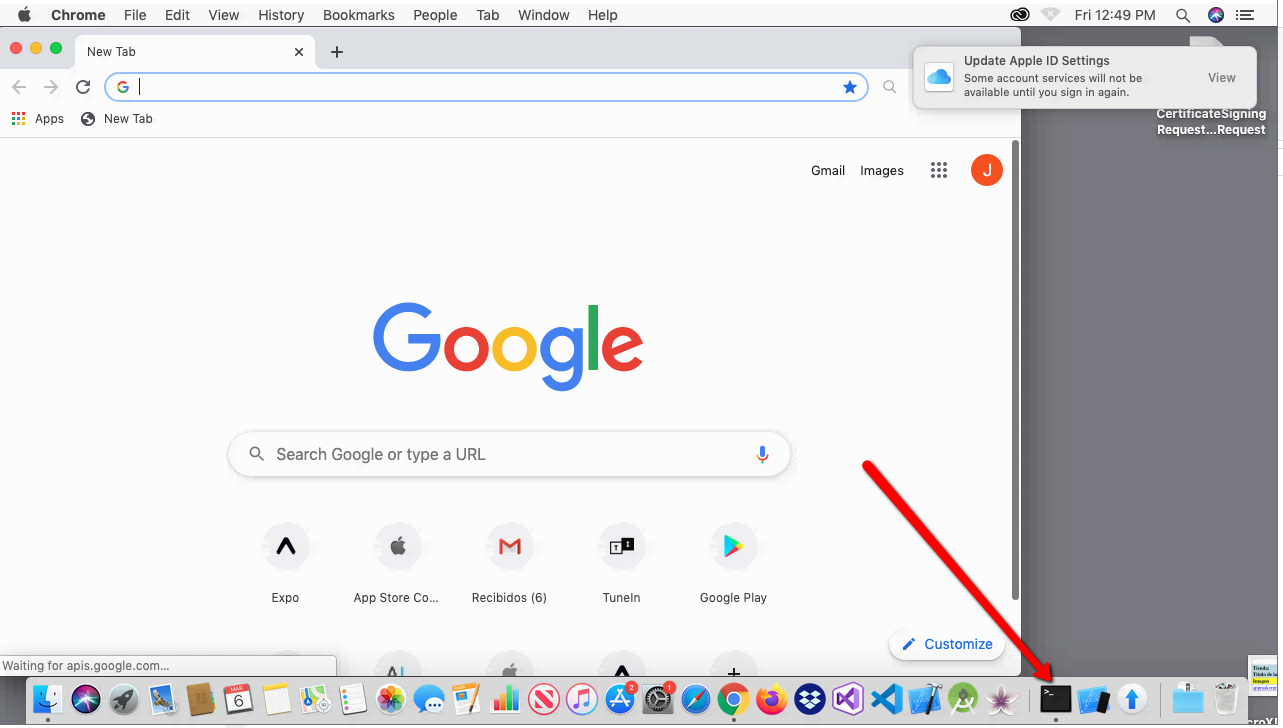 Chrome File Edit View History Bookmarks People Tab Window Help
Fri 12:49 PM
New Tab
Update Apple ID Settings
Some account services will not be
available until you sign in again.
View
Apps
New Tab
CertificateSigning
Request...Request
Gmail
Images
J
Google
Search Google or type a URL
Expo
App Store Co...
Recibidos (6)
TuneIn
Google Play
Customize
Waiting for apis.google.com...
MAR
6
2
1
>_